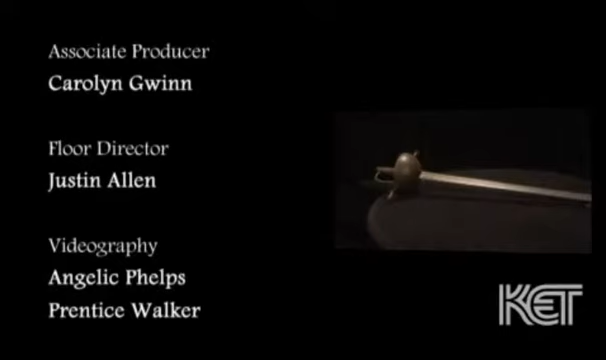 Associate Producer
Carolyn Gwinn
Floor Director
Justin Allen
Videography
Angelic Phelps
Prentice Walker
KET